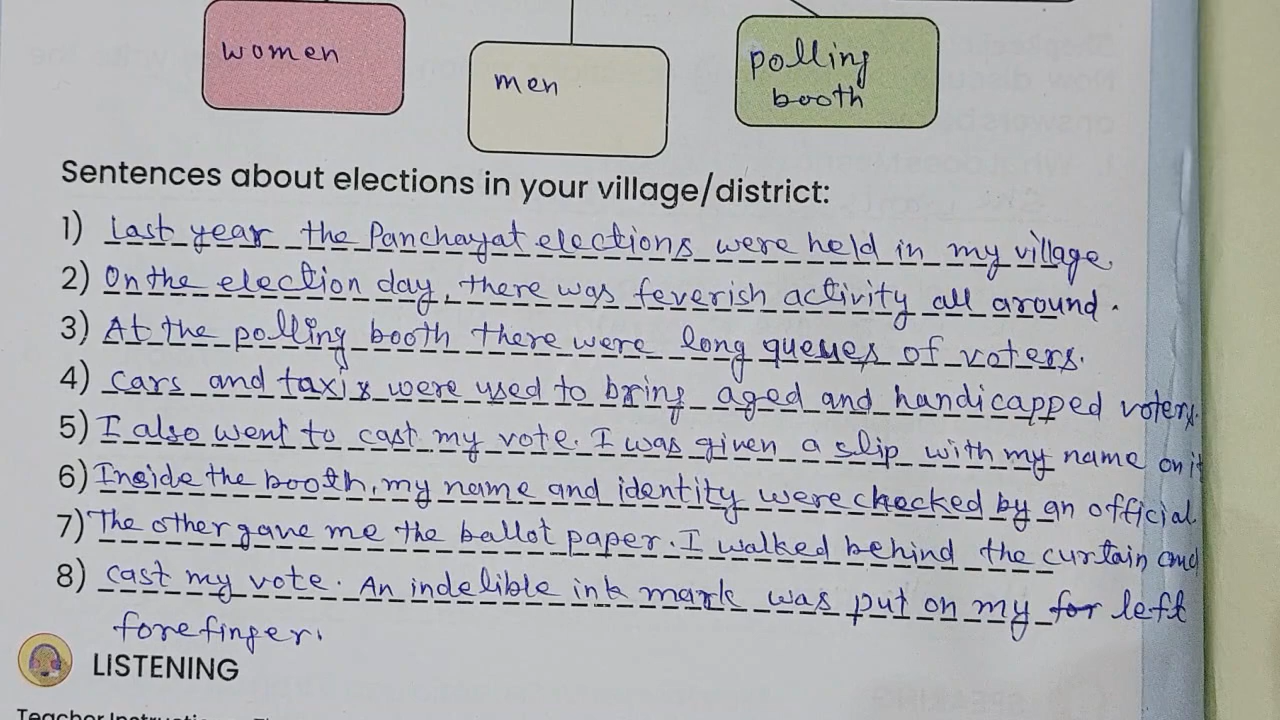 women
men
polling
booth
Sentences about elections in your village/district:
1) Last year the Panchayat elections were held in my village.
2) On the election day, there was feverish activity all around.
3) At the polling booth there were long queues of voters.
4) Cars and taxis were used to bring aged and handicapped voters.
5) I also went to cast my vote. I was given a slip with my name on it
6) Inside the booth, my name and identity were checked by an official.
7) The other gave me the ballot paper. I walked behind the curtain and
8) cast my vote. An indelible ink mark was put on my for left
forefinger.
LISTENING